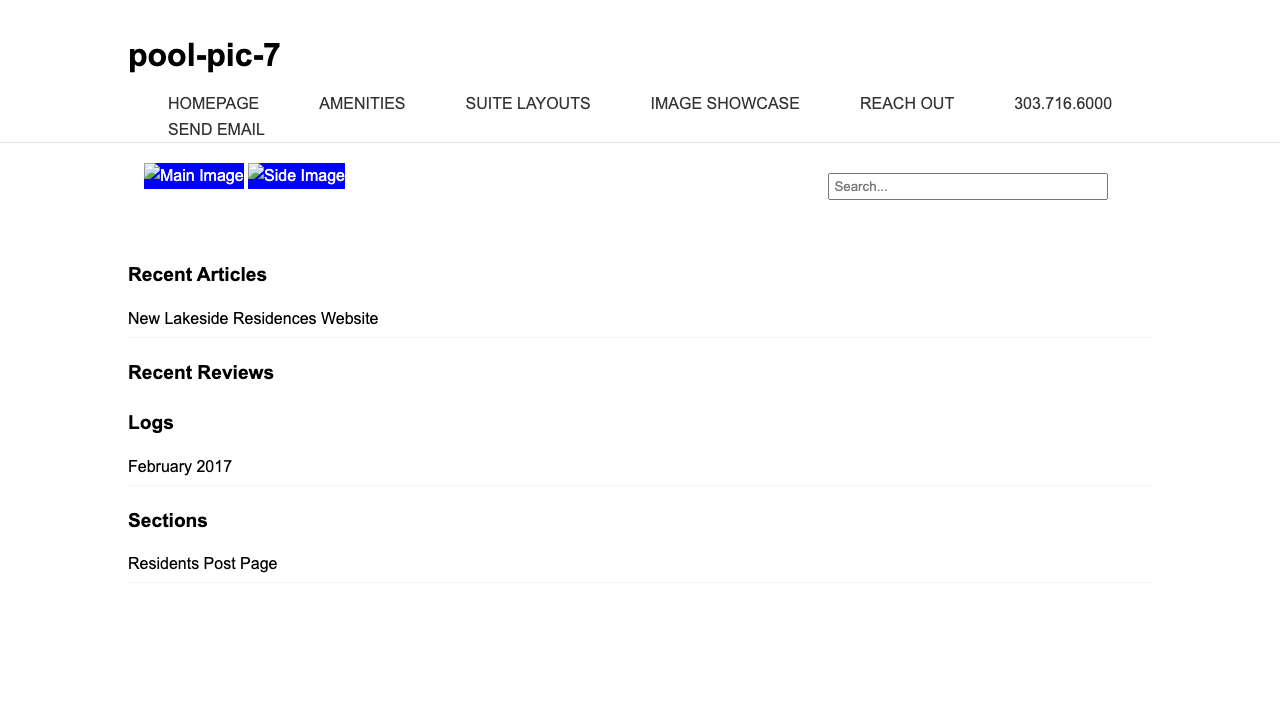 pool-pic-7
HOMEPAGE AMENITIES SUITE LAYOUTS IMAGE SHOWCASE REACH OUT 303.716.6000
SEND EMAIL
Main Image Side Image
Search...
Recent Articles
New Lakeside Residences Website
Recent Reviews
Logs
February 2017
Sections
Residents Post Page